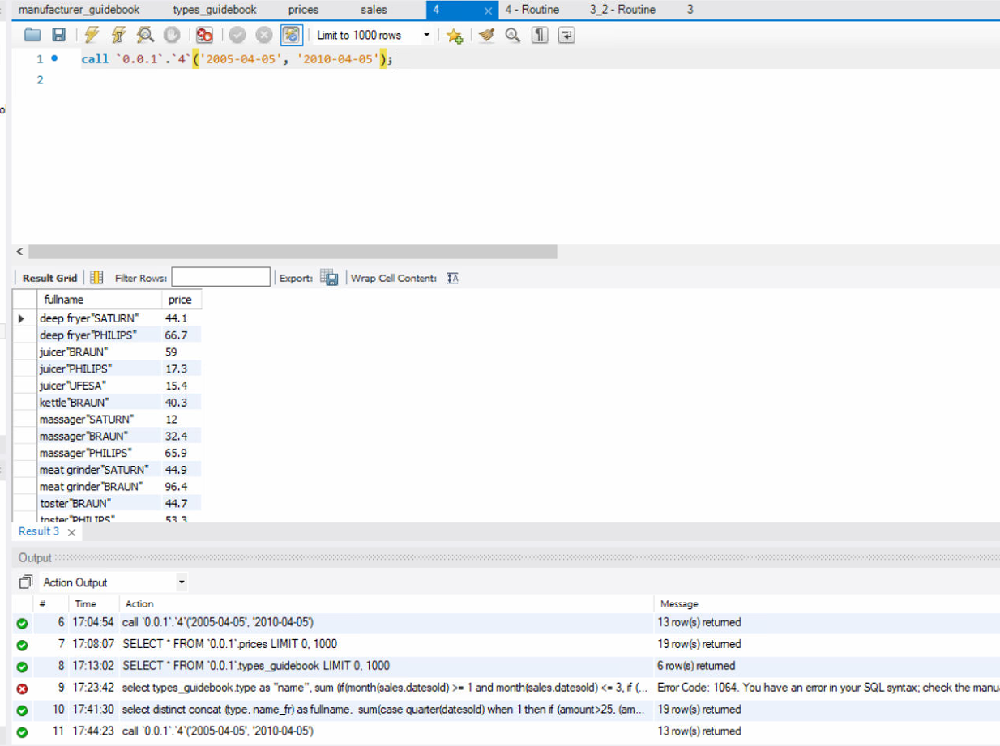 manufacturer_guidebook types_guidebook prices sales 4 4 - Routine 3_2 - Routine 3
Limit to 1000 rows
1 call `0.0.1`.`4`('2005-04-05', '2010-04-05');
2
Result Grid Filter Rows: Export: Wrap Cell Content:
fullname price
deep fryer"SATURN" 44.1
deep fryer"PHILIPS" 66.7
juicer"BRAUN" 59
juicer"PHILIPS" 17.3
juicer"UFESA" 15.4
kettle"BRAUN" 40.3
massager"SATURN" 12
massager"BRAUN" 32.4
massager"PHILIPS" 65.9
meat grinder"SATURN" 44.9
meat grinder"BRAUN" 96.4
toster"BRAUN" 44.7
toster"PHILIPS" 53.3
Result 3
Output
Action Output
# Time Action Message
6 17:04:54 call `0.0.1`.`4`('2005-04-05', '2010-04-05') 13 row(s) returned
7 17:08:07 SELECT * FROM `0.0.1`.prices LIMIT 0, 1000 19 row(s) returned
8 17:13:02 SELECT * FROM `0.0.1`.types_guidebook LIMIT 0, 1000 6 row(s) returned
9 17:23:42 select types_guidebook.type as "name", sum (if(month(sales.datesold) >= 1 and month(sales.datesold) <= 3, if (... Error Code: 1064. You have an error in your SQL syntax; check the manu
10 17:41:30 select distinct concat (type, name_fr) as fullname, sum(case quarter(datesold) when 1 then if (amount>25, (am... 19 row(s) returned
11 17:44:23 call `0.0.1`.`4`('2005-04-05', '2010-04-05') 13 row(s) returned